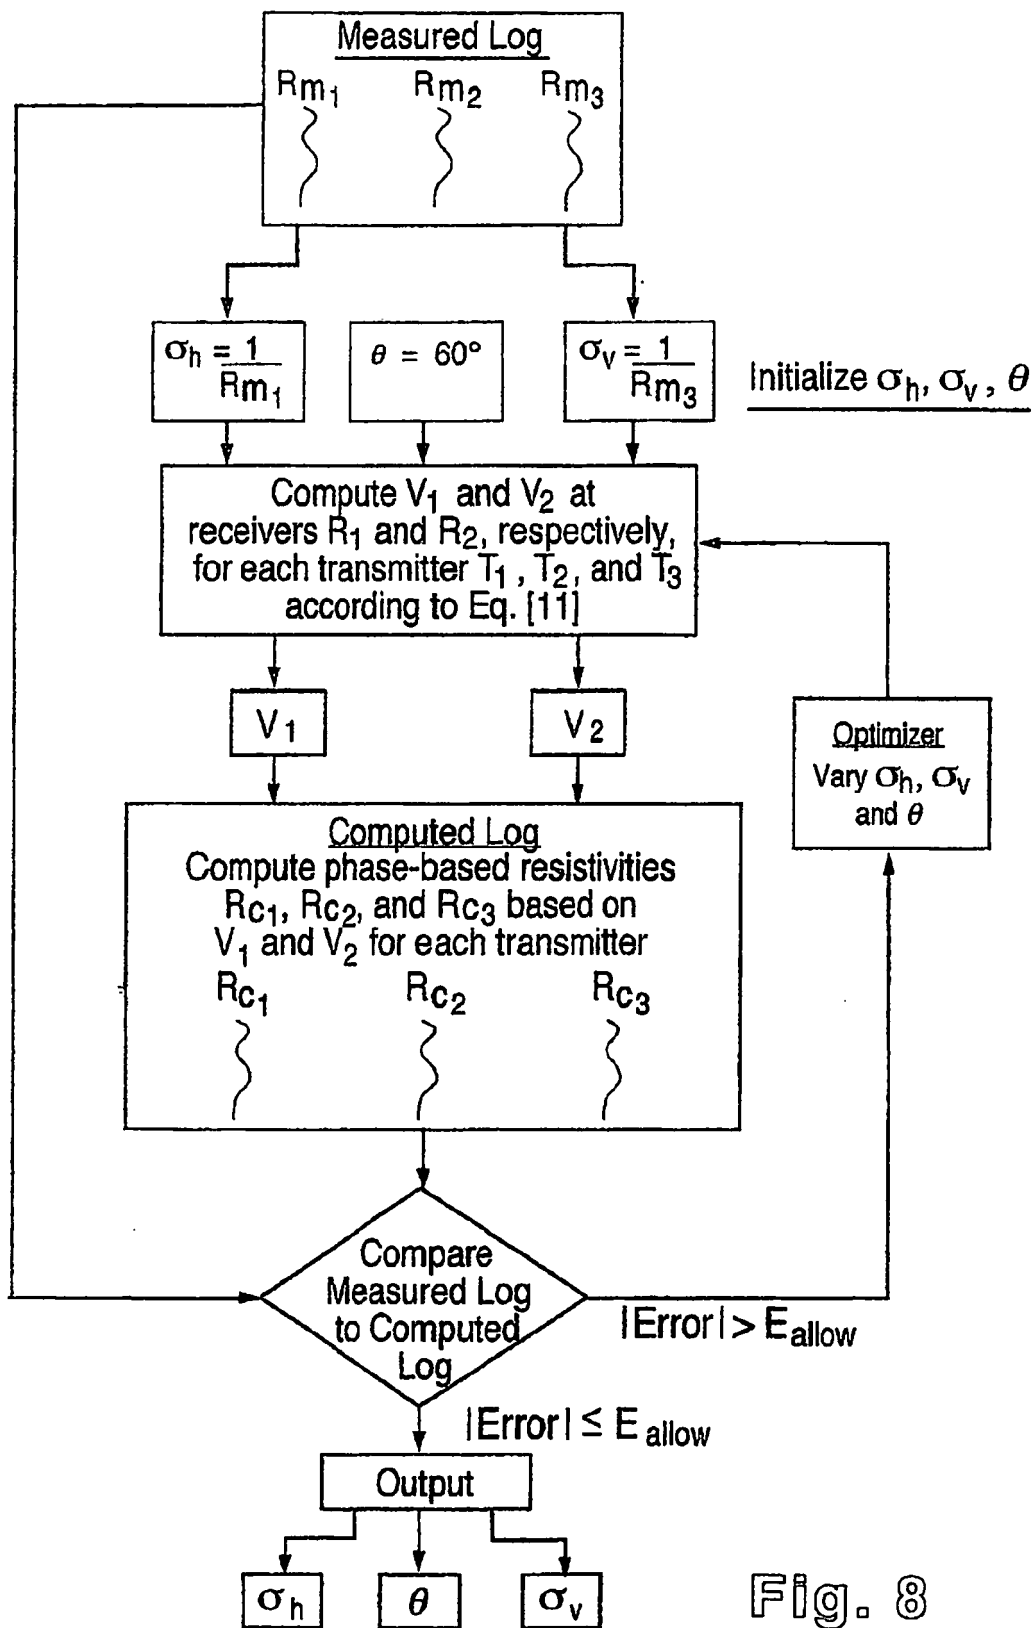 Measured Log
Rm1 Rm2 Rm3
σh = 1/Rm1
θ = 60°
σv = 1/Rm3
Initialize σh, σv, θ
Compute V1 and V2 at
receivers R1 and R2, respectively,
for each transmitter T1, T2, and T3
according to Eq. [11]
V1 V2
Optimizer
Vary σh, σv
and θ
Computed Log
Compute phase-based resistivities
Rc1, Rc2, and Rc3 based on
V1 and V2 for each transmitter
Rc1 Rc2 Rc3
Compare
Measured Log
to Computed
Log
|Error| > Eallow
|Error| ≤ Eallow
Output
σh θ σv
Fig. 8